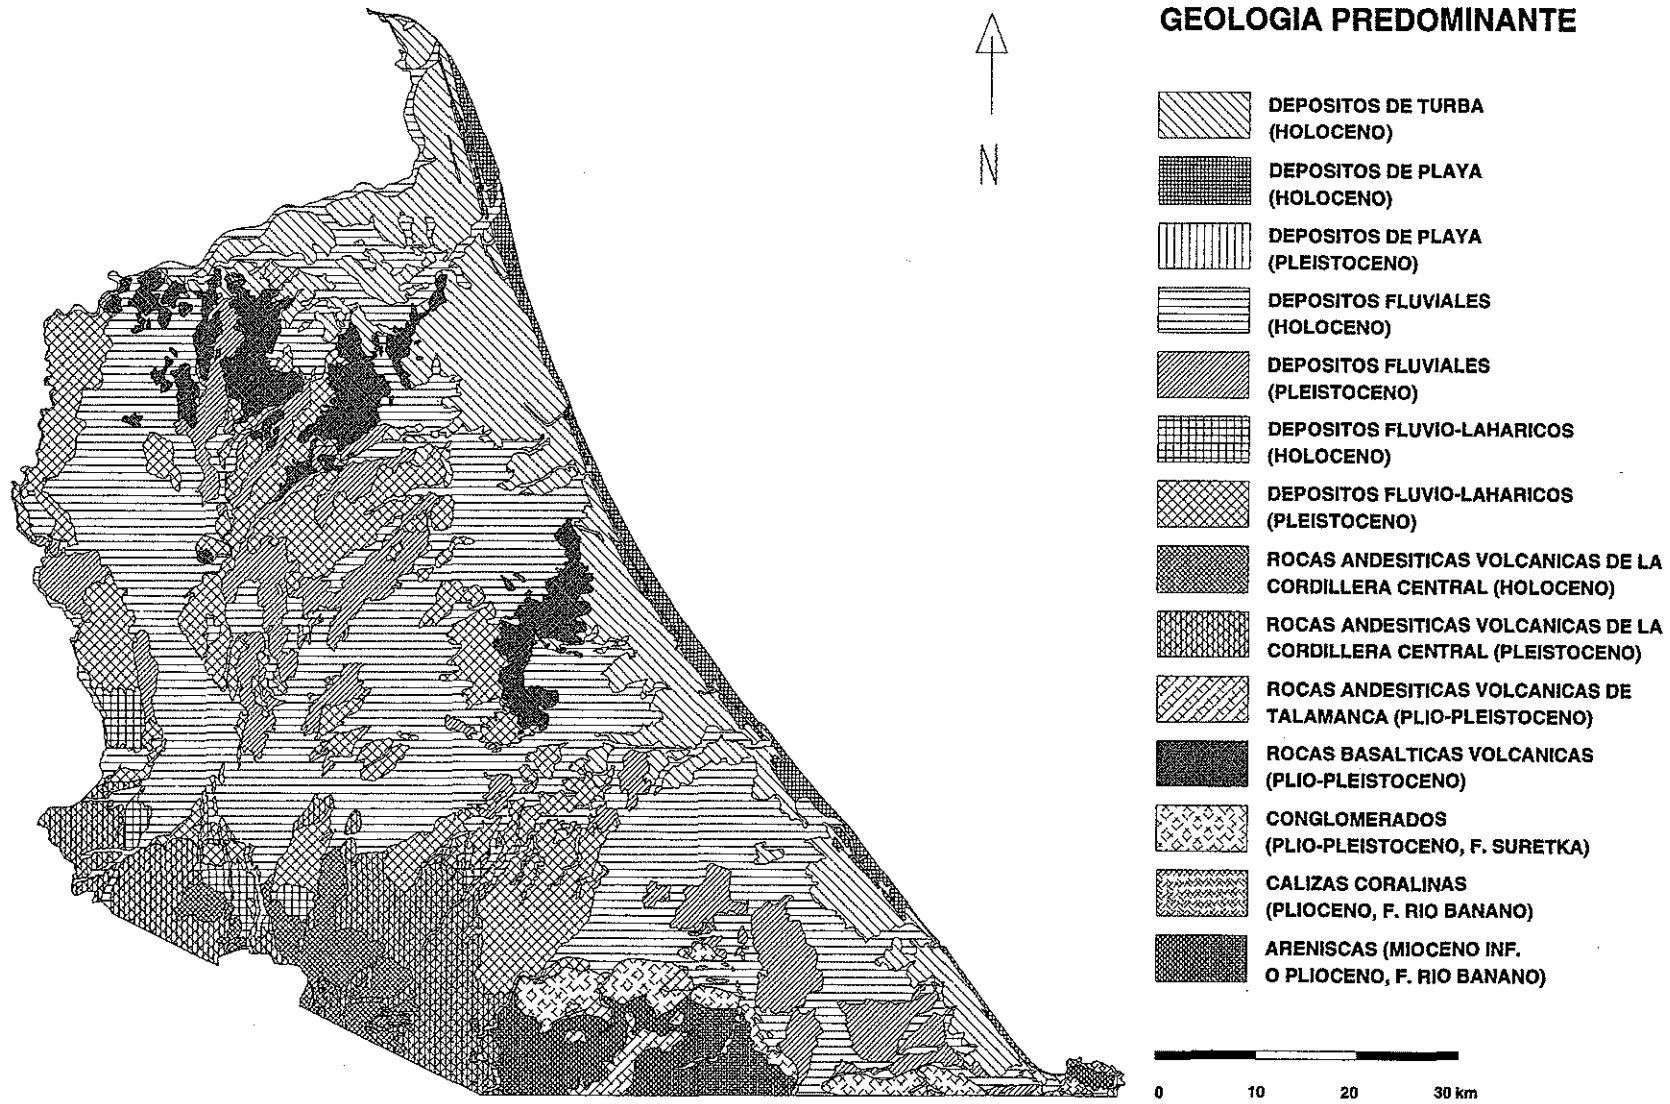 GEOLOGIA PREDOMINANTE
N
DEPOSITOS DE TURBA
(HOLOCENO)
DEPOSITOS DE PLAYA
(HOLOCENO)
DEPOSITOS DE PLAYA
(PLEISTOCENO)
DEPOSITOS FLUVIALES
(HOLOCENO)
DEPOSITOS FLUVIALES
(PLEISTOCENO)
DEPOSITOS FLUVIO-LAHARICOS
(HOLOCENO)
DEPOSITOS FLUVIO-LAHARICOS
(PLEISTOCENO)
ROCAS ANDESITICAS VOLCANICAS DE LA
CORDILLERA CENTRAL (HOLOCENO)
ROCAS ANDESITICAS VOLCANICAS DE LA
CORDILLERA CENTRAL (PLEISTOCENO)
ROCAS ANDESITICAS VOLCANICAS DE
TALAMANCA (PLIO-PLEISTOCENO)
ROCAS BASALTICAS VOLCANICAS
(PLIO-PLEISTOCENO)
CONGLOMERADOS
(PLIO-PLEISTOCENO, F. SURETKA)
CALIZAS CORALINAS
(PLIOCENO, F. RIO BANANO)
ARENISCAS (MIOCENO INF.
O PLIOCENO, F. RIO BANANO)
0 10 20 30 km